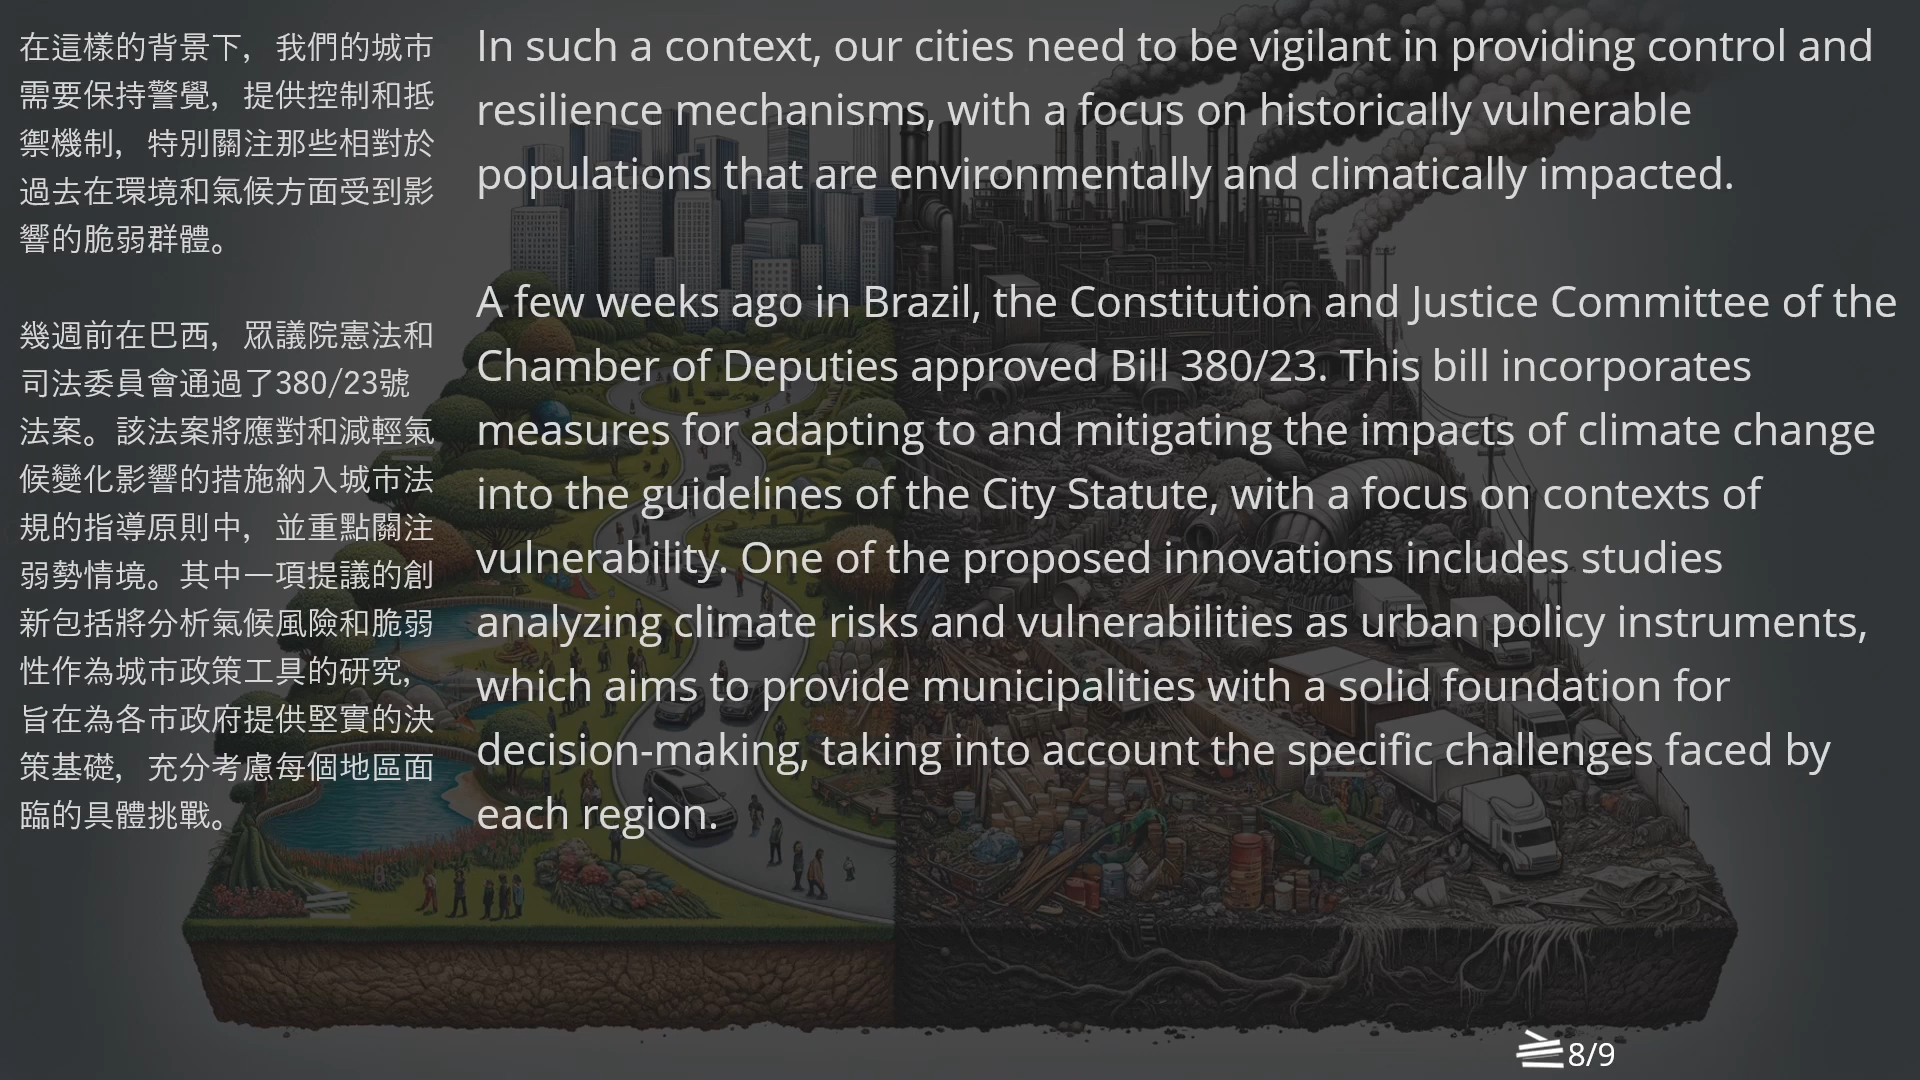 在這樣的背景下，我們的城市
需要保持警覺，提供控制和抵
禦機制，特別關注那些相對於
過去在環境和氣候方面受到影
響的脆弱群體。
幾週前在巴西，眾議院憲法和
司法委員會通過了380/23號
法案。該法案將應對和減輕氣
候變化影響的措施納入城市法
規的指導原則中，並重點關注
弱勢情境。其中一項提議的創
新包括將分析氣候風險和脆弱
性作為城市政策工具的研究，
旨在為各市政府提供堅實的決
策基礎，充分考慮每個地區面
臨的具體挑戰。
In such a context, our cities need to be vigilant in providing control and
resilience mechanisms, with a focus on historically vulnerable
populations that are environmentally and climatically impacted.
A few weeks ago in Brazil, the Constitution and Justice Committee of the
Chamber of Deputies approved Bill 380/23. This bill incorporates
measures for adapting to and mitigating the impacts of climate change
into the guidelines of the City Statute, with a focus on contexts of
vulnerability. One of the proposed innovations includes studies
analyzing climate risks and vulnerabilities as urban policy instruments,
which aims to provide municipalities with a solid foundation for
decision-making, taking into account the specific challenges faced by
each region.
8/9